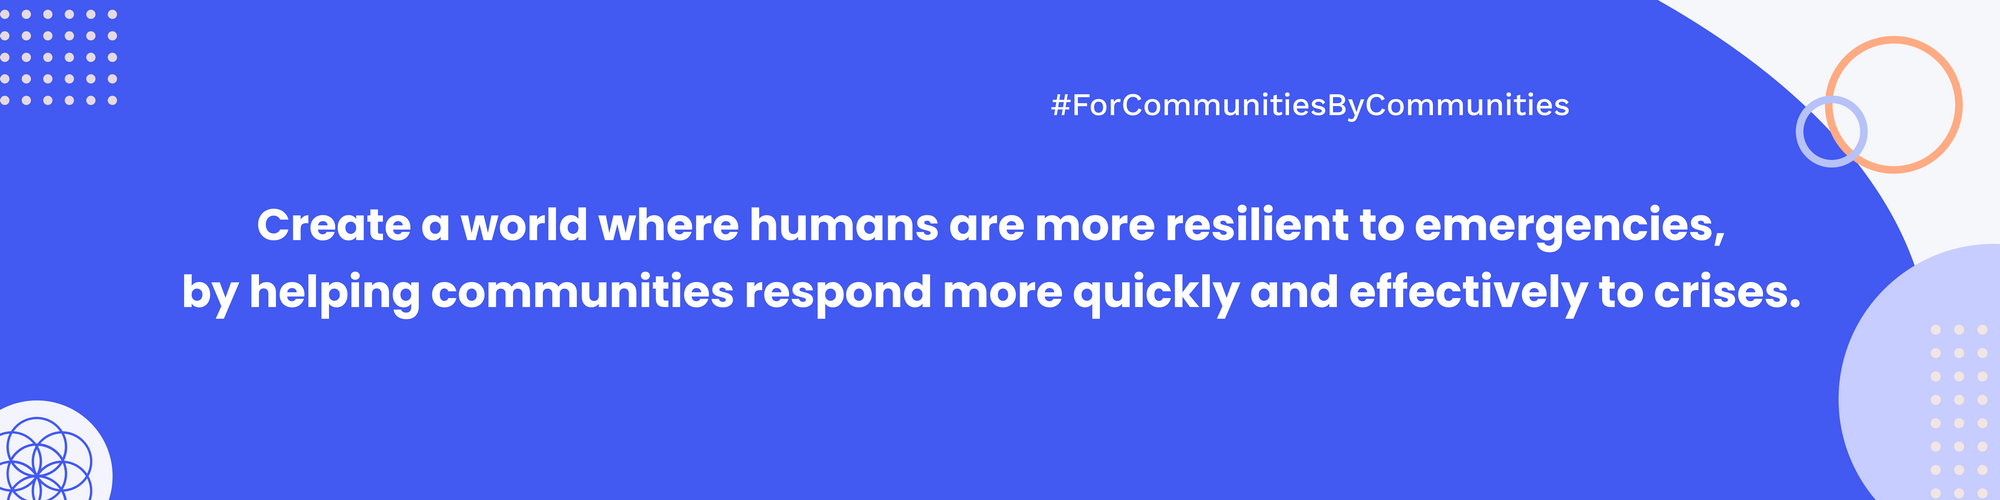 #ForCommunitiesByCommunities
Create a world where humans are more resilient to emergencies,
by helping communities respond more quickly and effectively to crises.